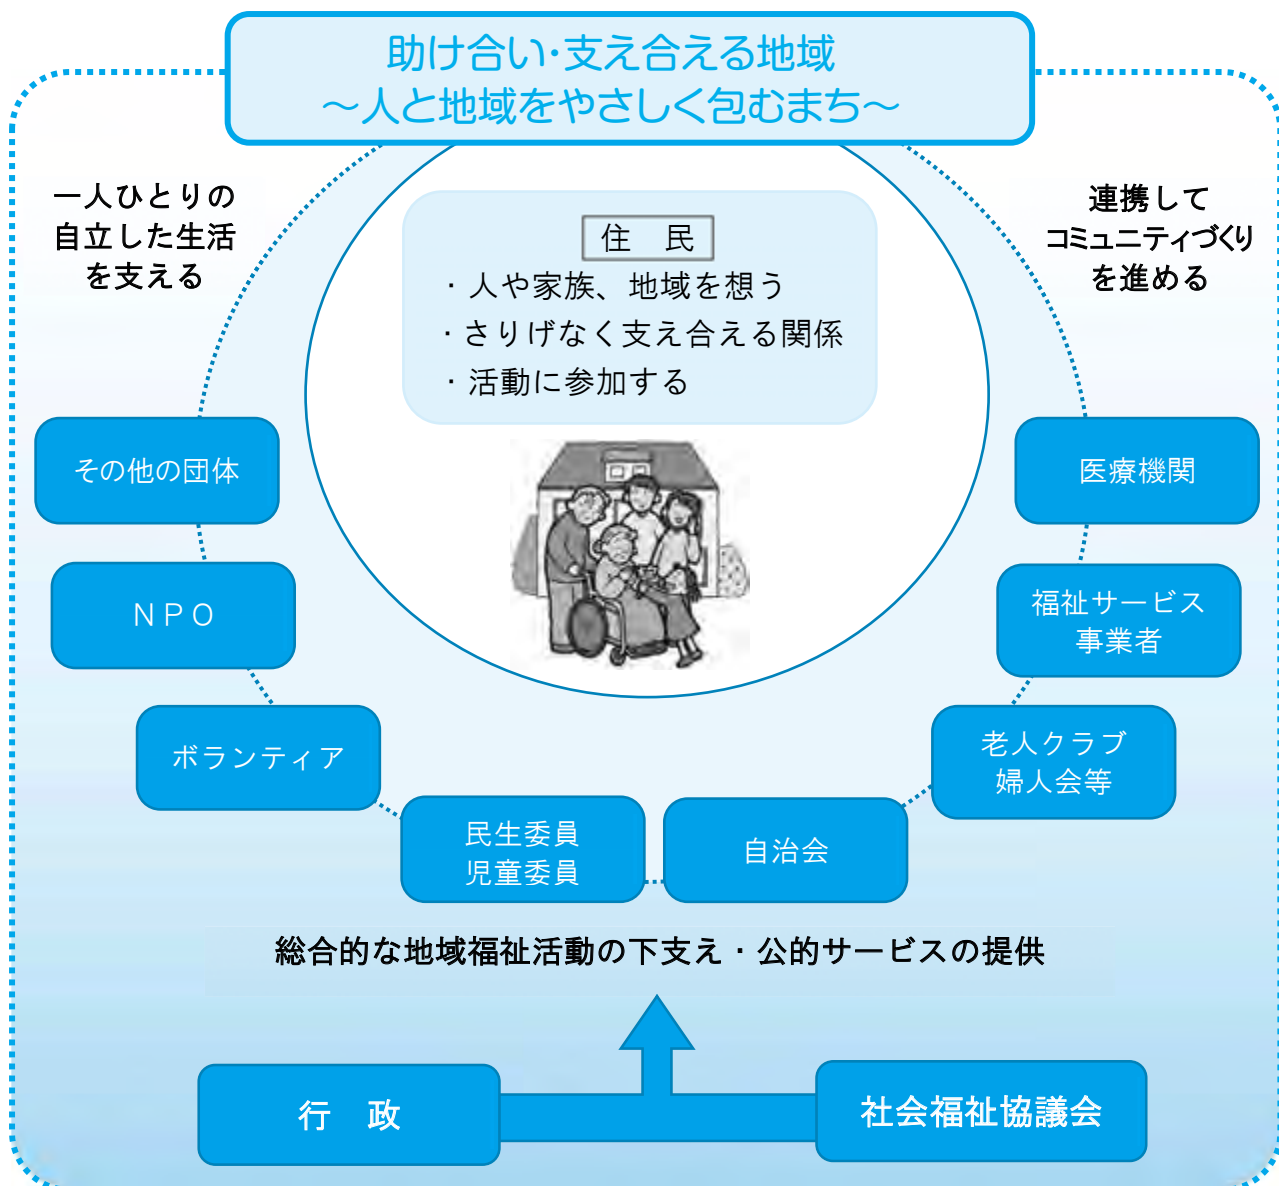 助け合い・支え合える地域
～人と地域をやさしく包むまち～
一人ひとりの
自立した生活
を支える
連携して
コミュニティづくり
を進める
住　民
・人や家族、地域を想う
・さりげなく支え合える関係
・活動に参加する
その他の団体
ＮＰＯ
ボランティア
民生委員
児童委員
自治会
老人クラブ
婦人会等
福祉サービス
事業者
医療機関
総合的な地域福祉活動の下支え・公的サービスの提供
行　政
社会福祉協議会